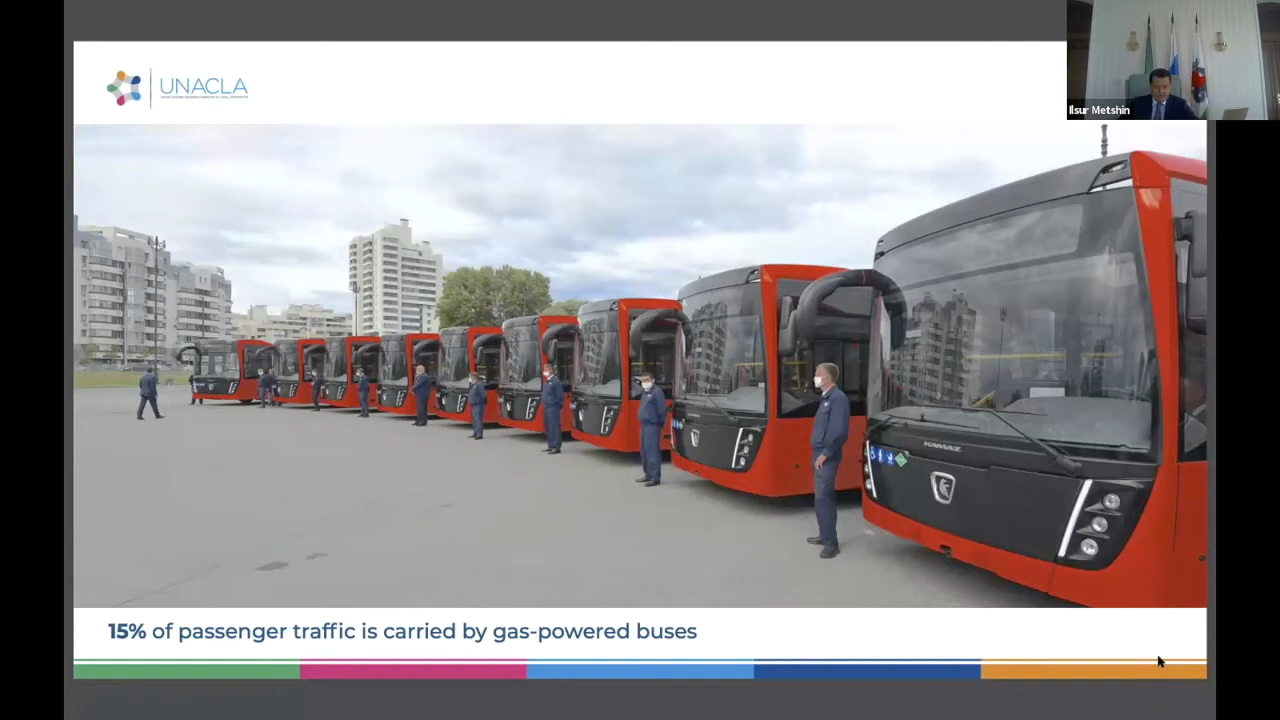 UNACLA
Ilsur Metshin
KAMAZ
15% of passenger traffic is carried by gas-powered buses